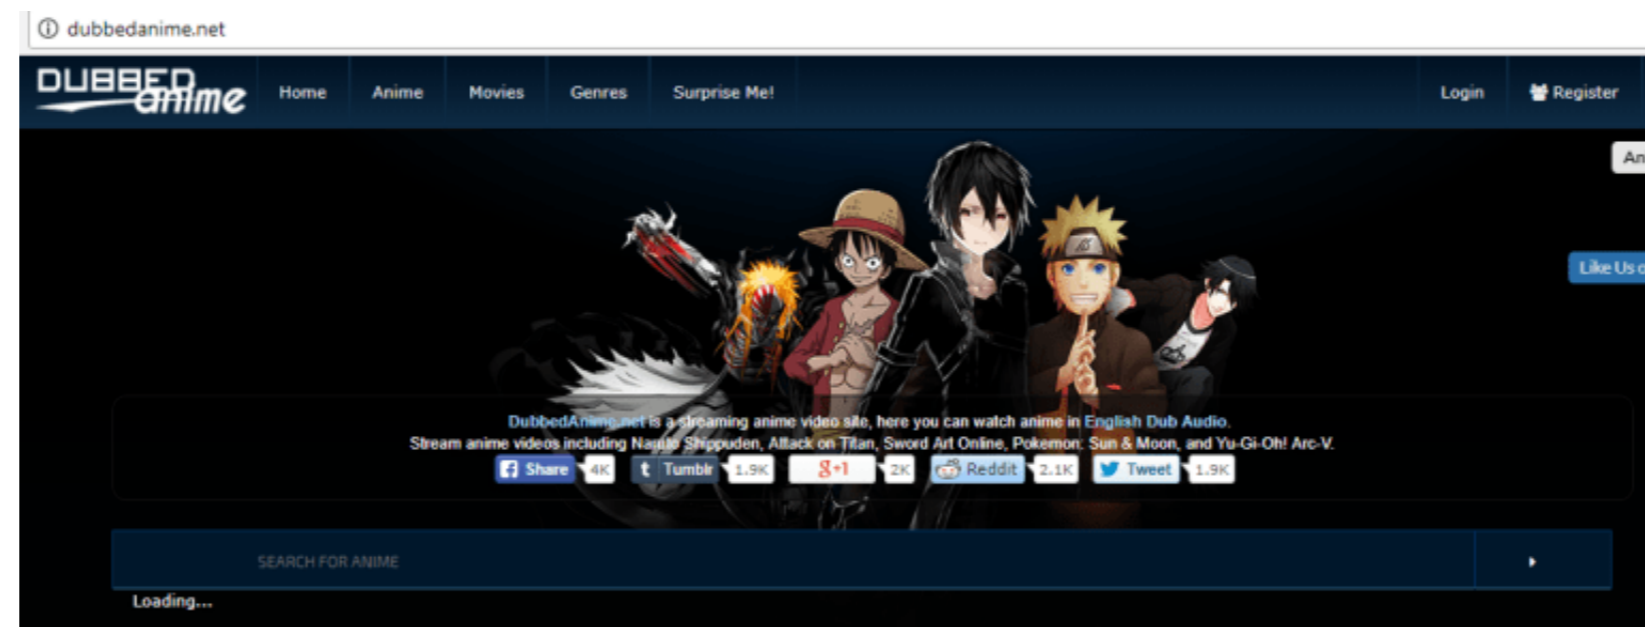 dubbedanime.net
DUBBED
anime
Home Anime Movies Genres Surprise Me! Login Register
An
Like Us o
DubbedAnime.net is a streaming anime video site, here you can watch anime in English Dub Audio.
Stream anime videos including Naruto Shippuden, Attack on Titan, Sword Art Online, Pokemon: Sun & Moon, and Yu-Gi-Oh! Arc-V.
Share 4K t Tumblr 1.9K g+1 2K Reddit 2.1K Tweet 1.9K
SEARCH FOR ANIME
Loading...